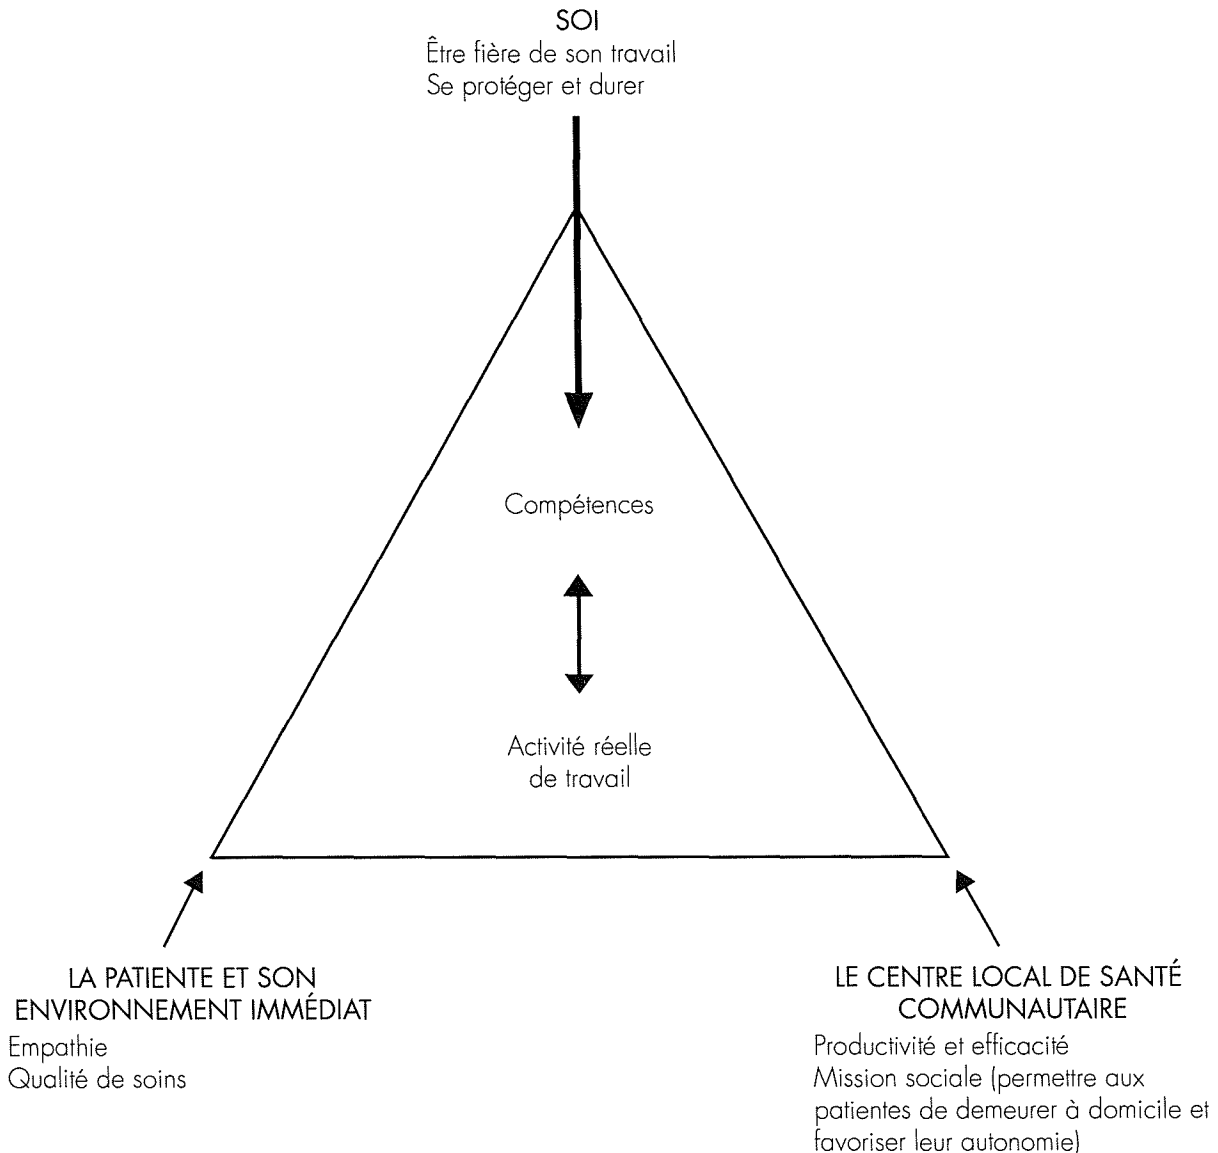 SOI
Être fière de son travail
Se protéger et durer
Compétences
Activité réelle
de travail
LA PATIENTE ET SON
ENVIRONNEMENT IMMÉDIAT
Empathie
Qualité de soins
LE CENTRE LOCAL DE SANTÉ
COMMUNAUTAIRE
Productivité et efficacité
Mission sociale (permettre aux
patientes de demeurer à domicile et
favoriser leur autonomie)